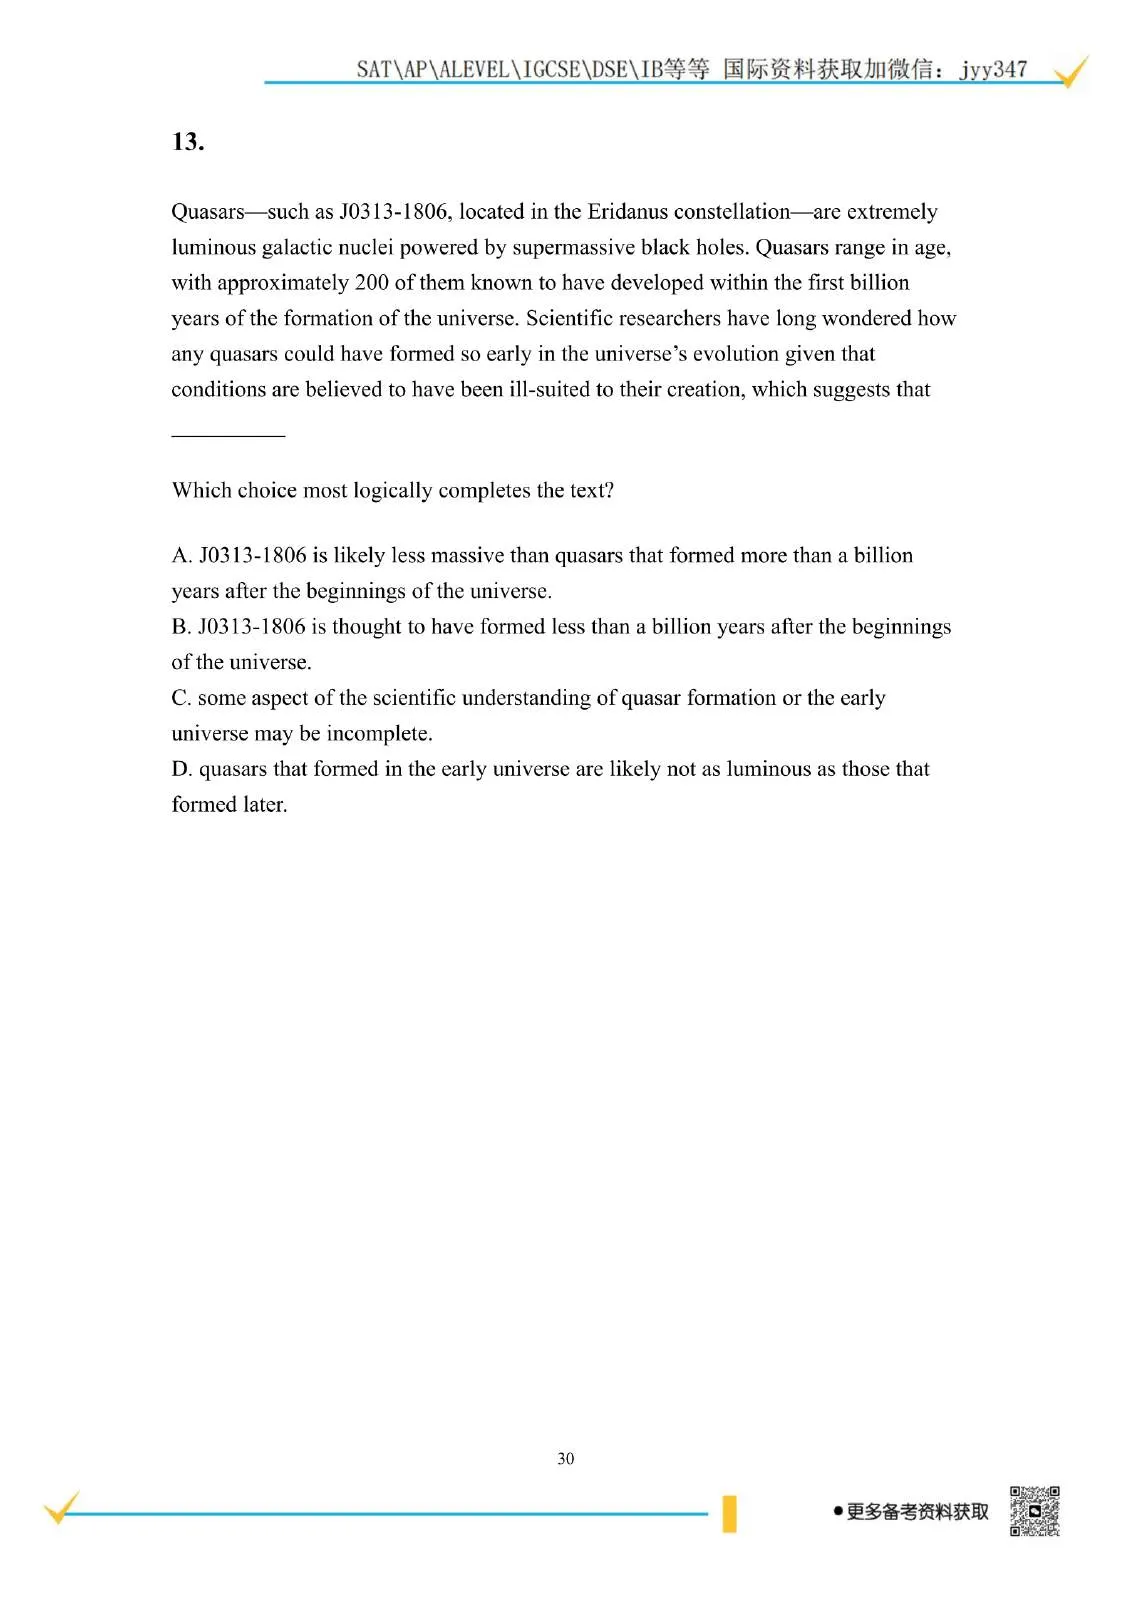 SAT\AP\ALEVEL\IGCSE\DSE\IB等等 国际资料获取加微信：jyy347
13.
Quasars—such as J0313-1806, located in the Eridanus constellation—are extremely
luminous galactic nuclei powered by supermassive black holes. Quasars range in age,
with approximately 200 of them known to have developed within the first billion
years of the formation of the universe. Scientific researchers have long wondered how
any quasars could have formed so early in the universe’s evolution given that
conditions are believed to have been ill-suited to their creation, which suggests that
__________
Which choice most logically completes the text?
A. J0313-1806 is likely less massive than quasars that formed more than a billion
years after the beginnings of the universe.
B. J0313-1806 is thought to have formed less than a billion years after the beginnings
of the universe.
C. some aspect of the scientific understanding of quasar formation or the early
universe may be incomplete.
D. quasars that formed in the early universe are likely not as luminous as those that
formed later.
30
●更多备考资料获取